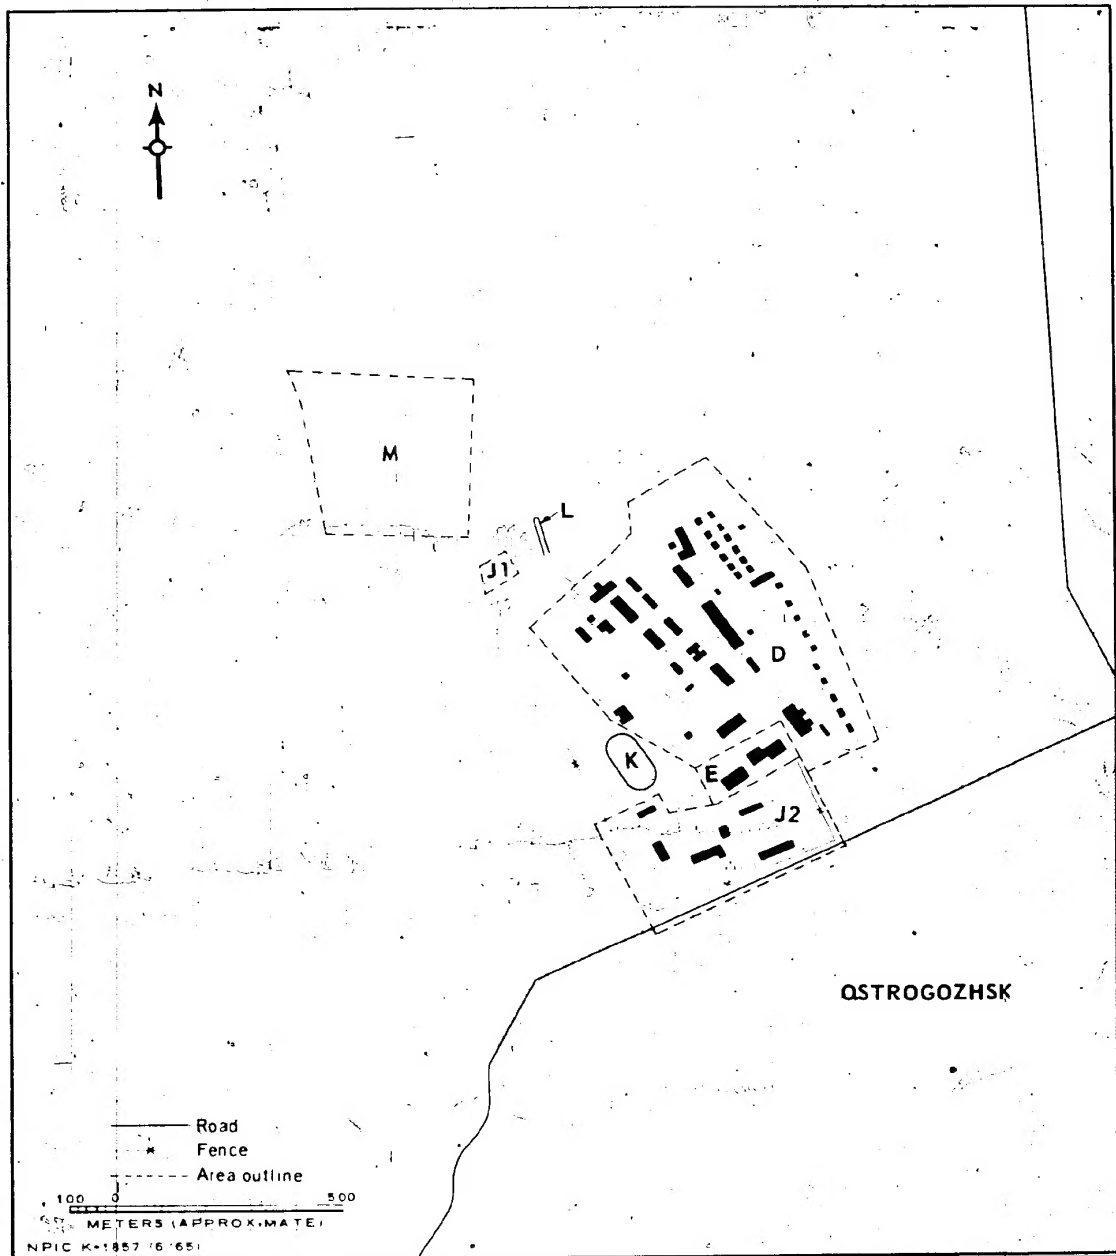 N
M
L
J1
D
K
E
J2
OSTROGOZHSK
Road
Fence
Area outline
100 0 500
METERS (APPROXIMATE)
NPIC K-1857 (6/65)